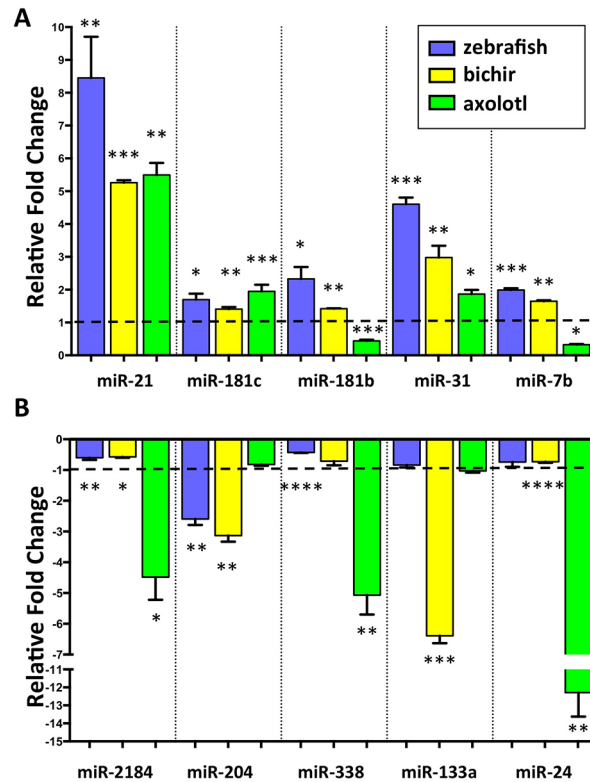 A
Relative Fold Change
10
9
8
7
6
5
4
3
2
1
0
zebrafish
bichir
axolotl
** *** **
* ** ***
* ** ***
*** ** *
*** ** *
miR-21 miR-181c miR-181b miR-31 miR-7b
B
Relative Fold Change
0
-1
-2
-3
-4
-5
-6
-7
-11
-12
-13
-14
-15
** * *
** **
**** **
***
**** **
miR-2184 miR-204 miR-338 miR-133a miR-24